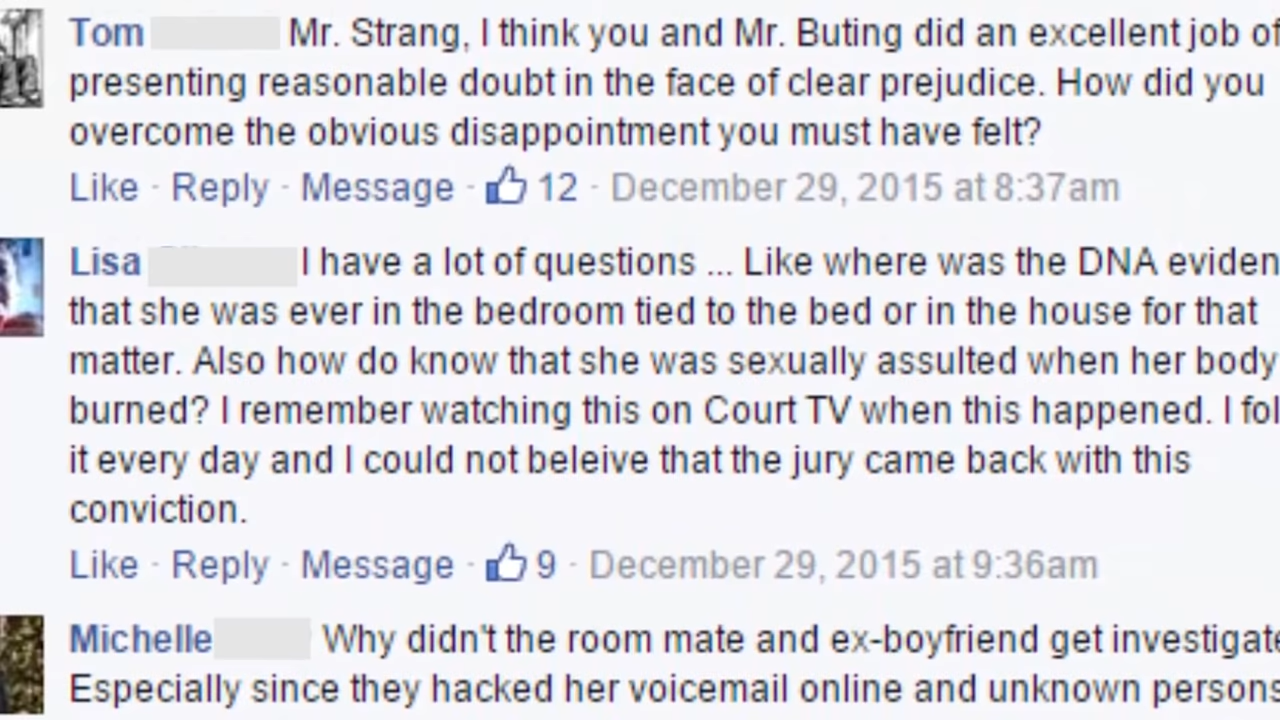 Tom Mr. Strang, I think you and Mr. Buting did an excellent job of
presenting reasonable doubt in the face of clear prejudice. How did you
overcome the obvious disappointment you must have felt?
Like · Reply · Message · 12 · December 29, 2015 at 8:37am
Lisa I have a lot of questions ... Like where was the DNA eviden
that she was ever in the bedroom tied to the bed or in the house for that
matter. Also how do know that she was sexually assulted when her body
burned? I remember watching this on Court TV when this happened. I fol
it every day and I could not beleive that the jury came back with this
conviction.
Like · Reply · Message · 9 · December 29, 2015 at 9:36am
Michelle Why didn't the room mate and ex-boyfriend get investigate
Especially since they hacked her voicemail online and unknown persons